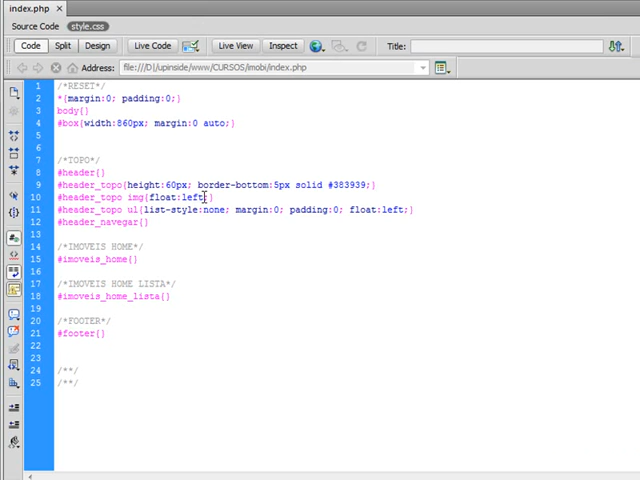 index.php ×
Source Code style.css
Code Split Design Live Code Live View Inspect Title:
Address: file:///D|/upinside/www/CURSOS/imobi/index.php
1 /*RESET*/
2 *{margin:0; padding:0;}
3 body{}
4 #box{width:860px; margin:0 auto;}
5
6
7 /*TOPO*/
8 #header{}
9 #header_topo{height:60px; border-bottom:5px solid #383939;}
10 #header_topo img{float:left;}
11 #header_topo ul{list-style:none; margin:0; padding:0; float:left;}
12 #header_navegar{}
13
14 /*IMOVEIS HOME*/
15 #imoveis_home{}
16
17 /*IMOVEIS HOME LISTA*/
18 #imoveis_home_lista{}
19
20 /*FOOTER*/
21 #footer{}
22
23
24 /**/
25 /**/